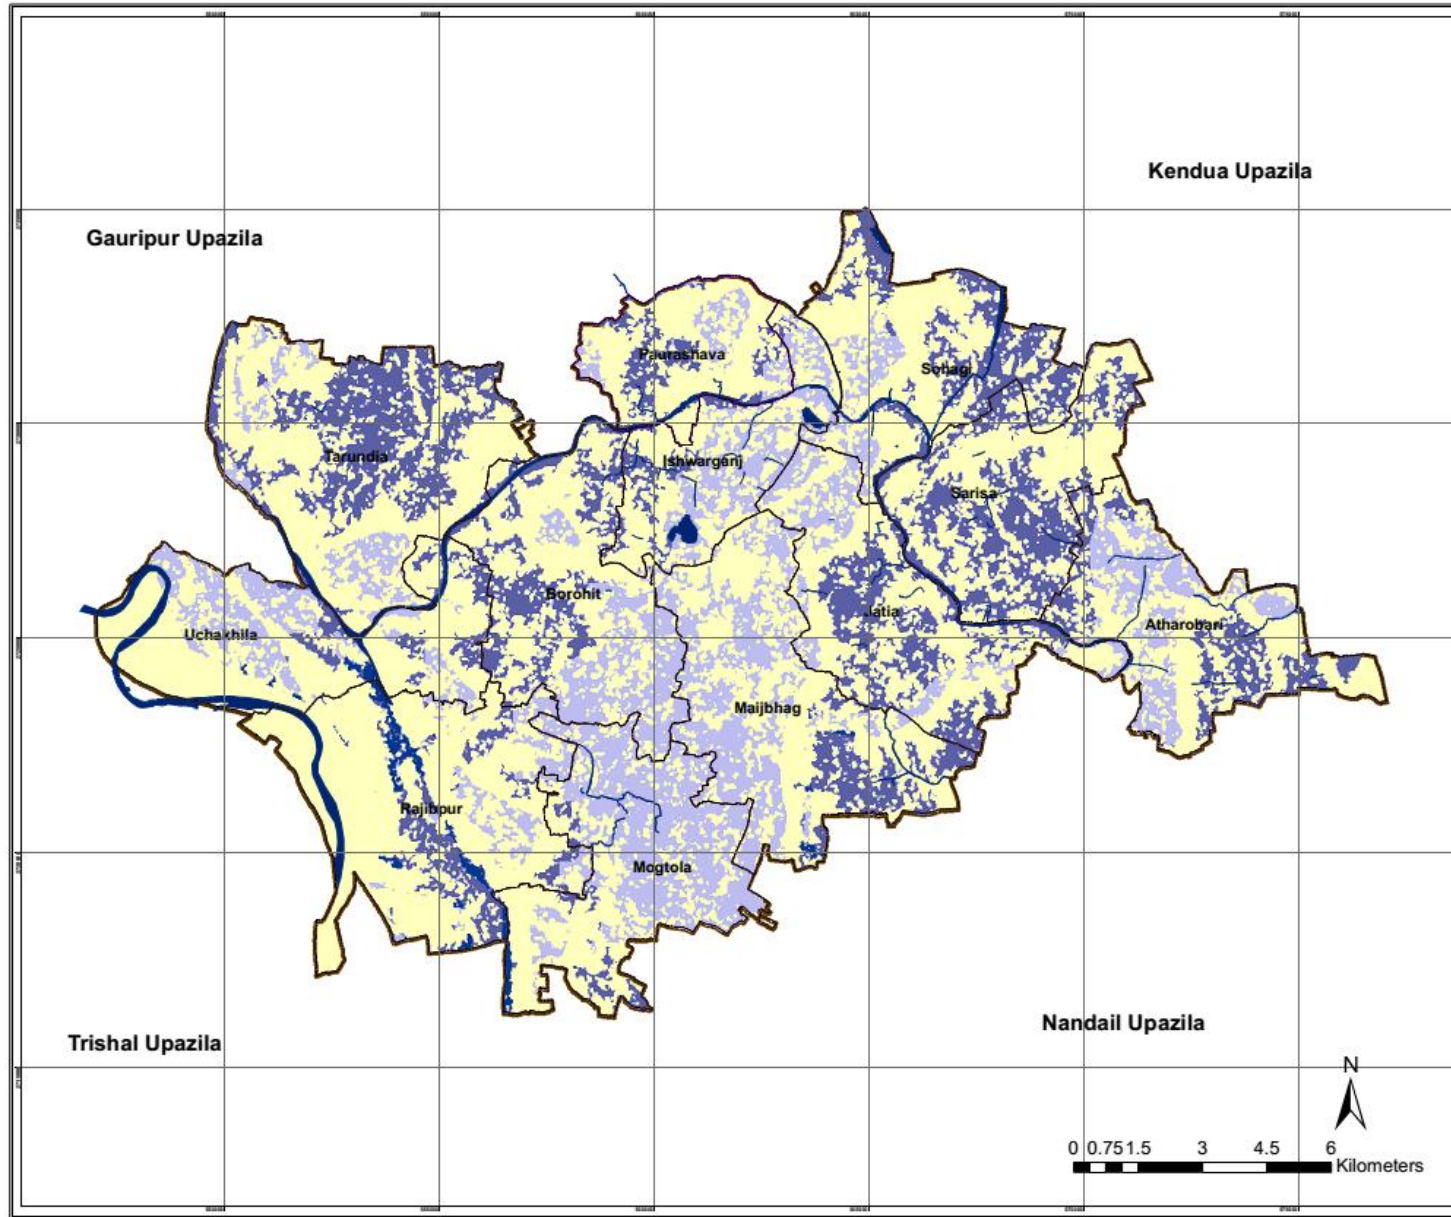 Kendua Upazila
Gauripur Upazila
Paurashava
Sohagi
Tarundia
Ishwarganj
Sarisa
Borohit
Jatia
Atharobari
Uchakhila
Maijbhag
Rajibpur
Mogtola
Nandail Upazila
Trishal Upazila
N
0 0.75 1.5 3 4.5 6
Kilometers